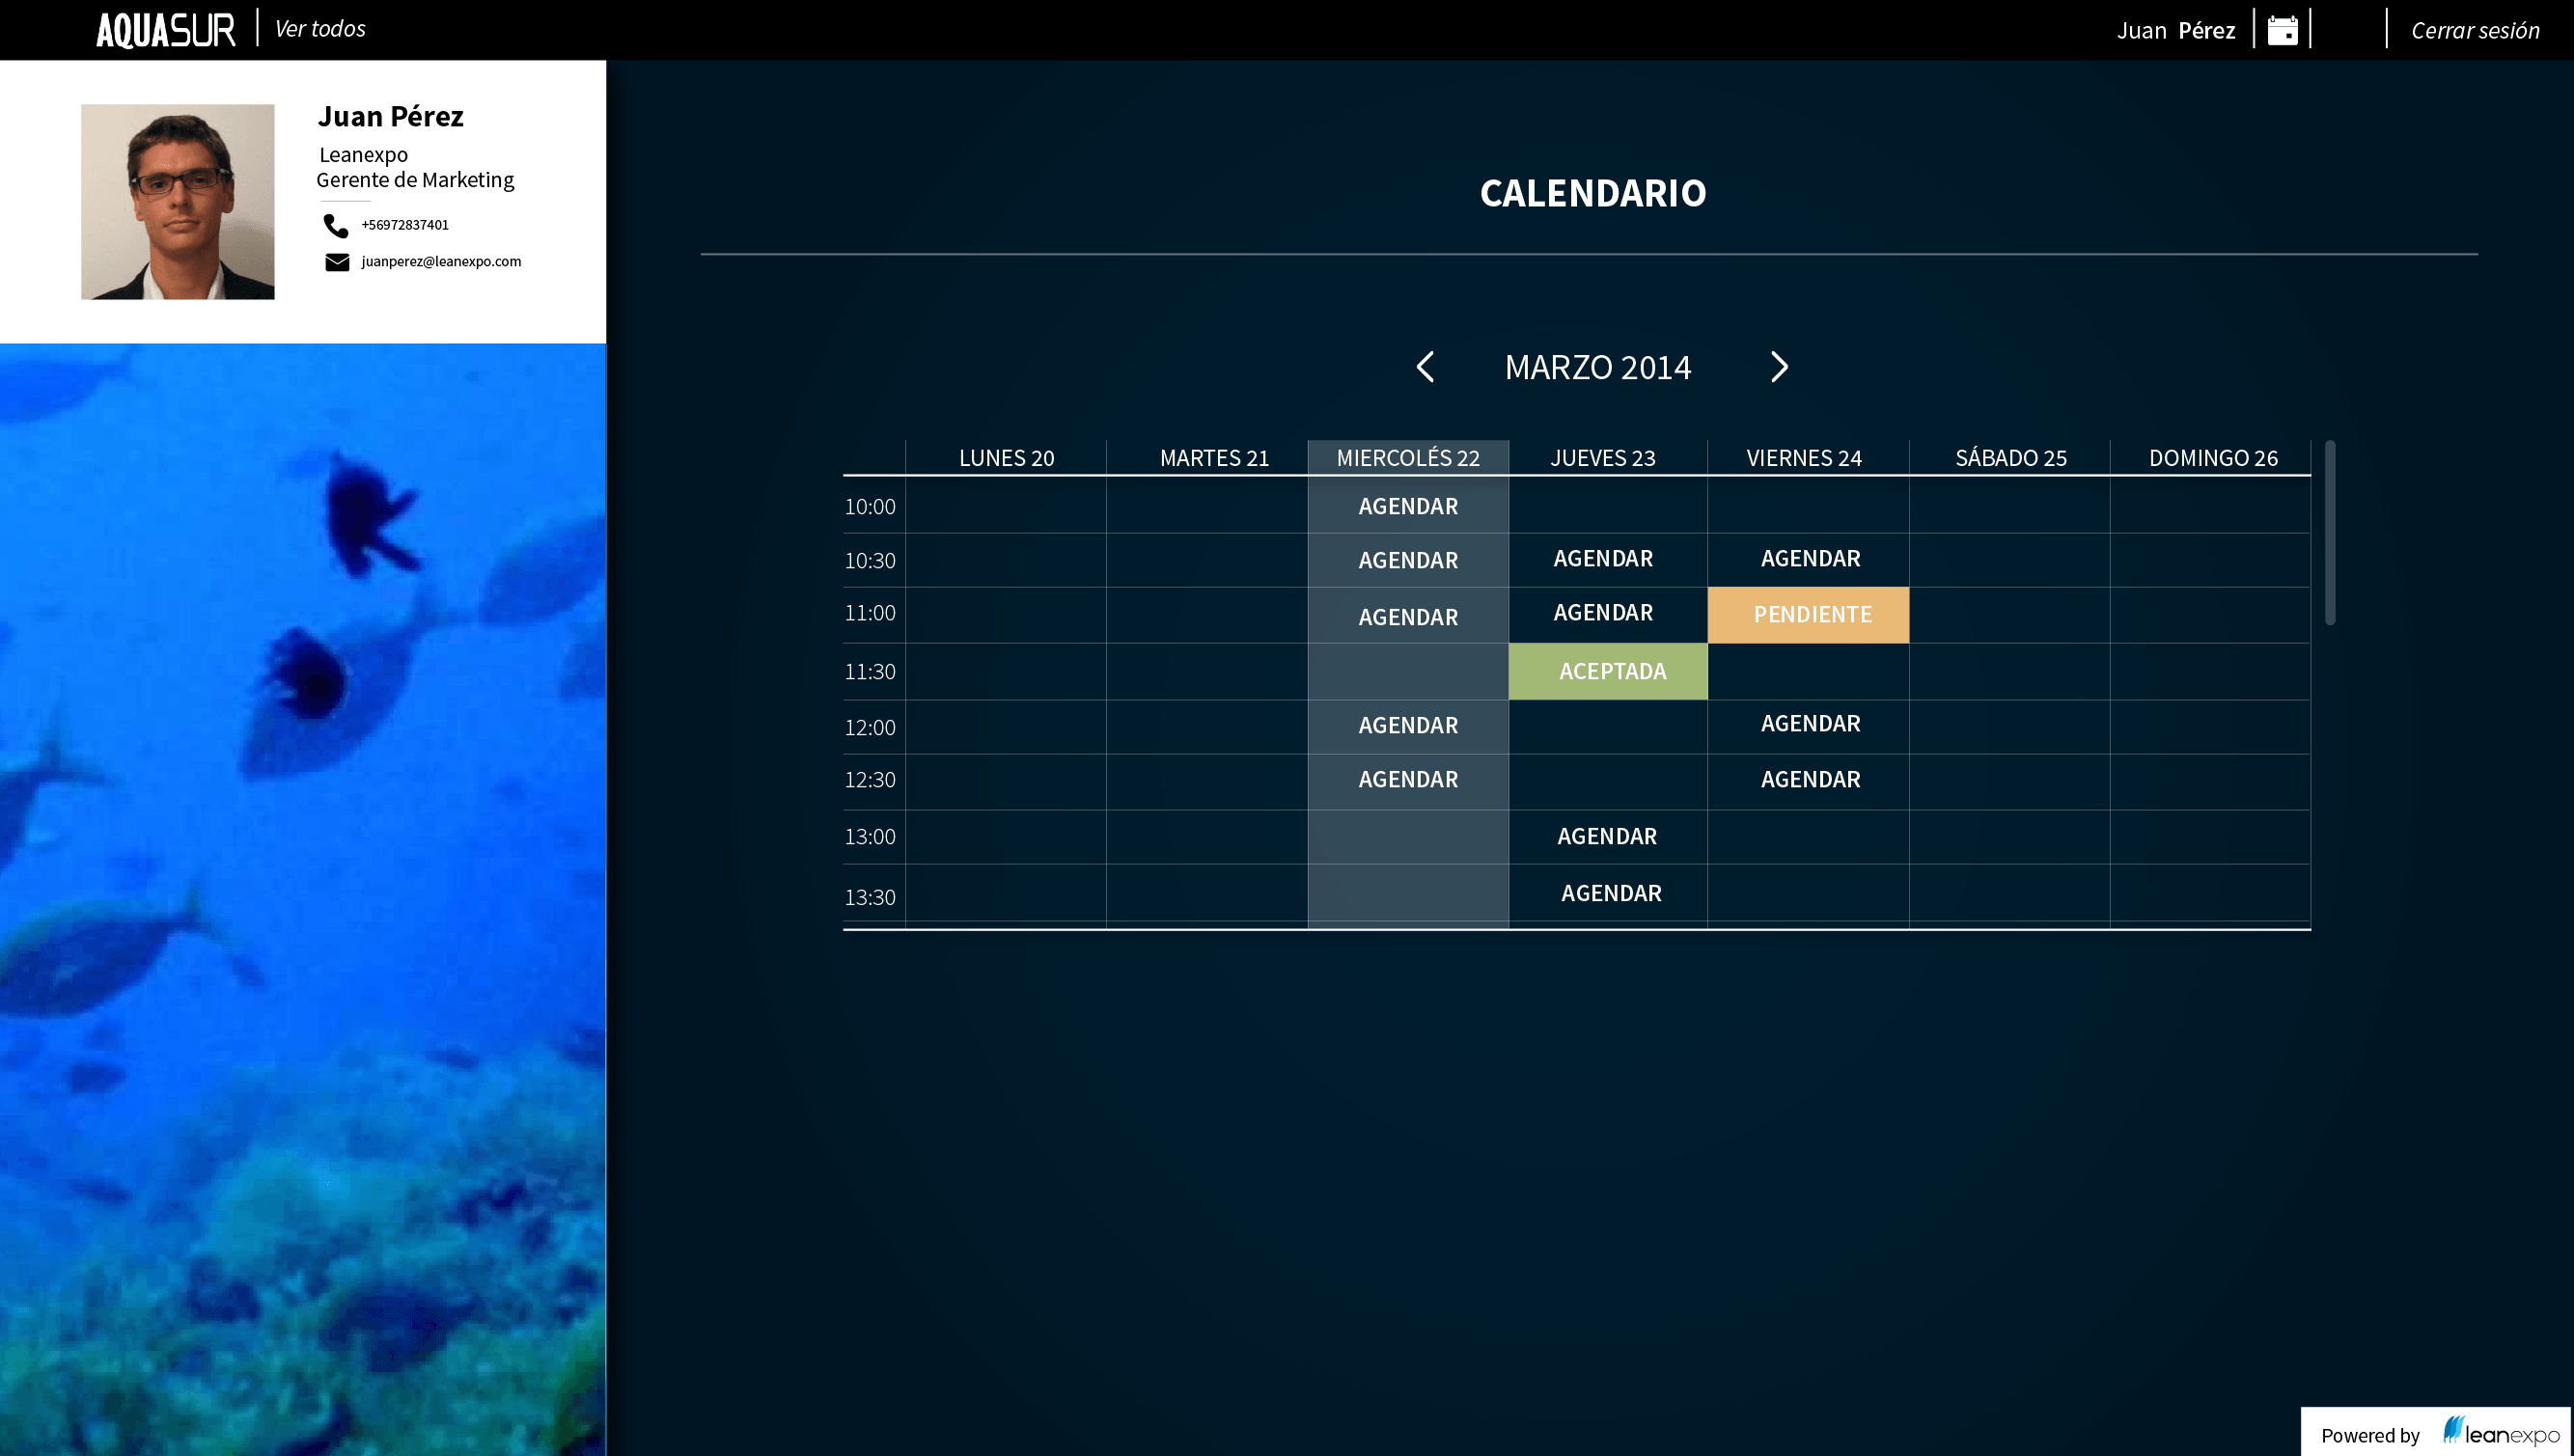 AQUASUR
Ver todos
Juan Pérez
Cerrar sesión
Juan Pérez
Leanexpo
Gerente de Marketing
+56972837401
juanperez@leanexpo.com
CALENDARIO
MARZO 2014
LUNES 20 MARTES 21 MIERCOLÉS 22 JUEVES 23 VIERNES 24 SÁBADO 25 DOMINGO 26
10:00 AGENDAR
10:30 AGENDAR AGENDAR AGENDAR
11:00 AGENDAR AGENDAR PENDIENTE
11:30 ACEPTADA
12:00 AGENDAR AGENDAR
12:30 AGENDAR AGENDAR
13:00 AGENDAR
13:30 AGENDAR
Powered by leanexpo